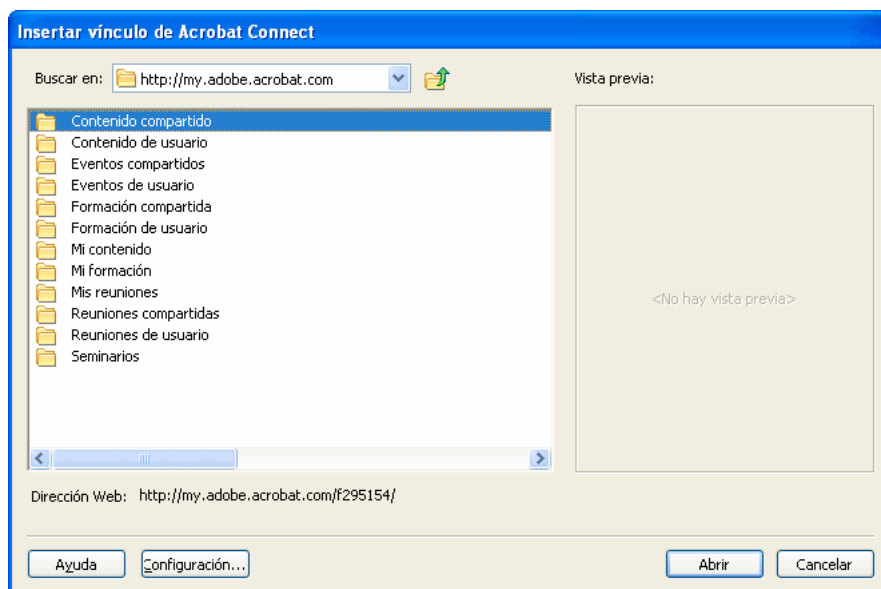 Insertar vínculo de Acrobat Connect
Buscar en: http://my.adobe.acrobat.com Vista previa:
Contenido compartido
Contenido de usuario
Eventos compartidos
Eventos de usuario
Formación compartida
Formación de usuario
Mi contenido
Mi formación
Mis reuniones
Reuniones compartidas
Reuniones de usuario
Seminarios
<No hay vista previa>
Dirección Web: http://my.adobe.acrobat.com/f295154/
Ayuda Configuración... Abrir Cancelar